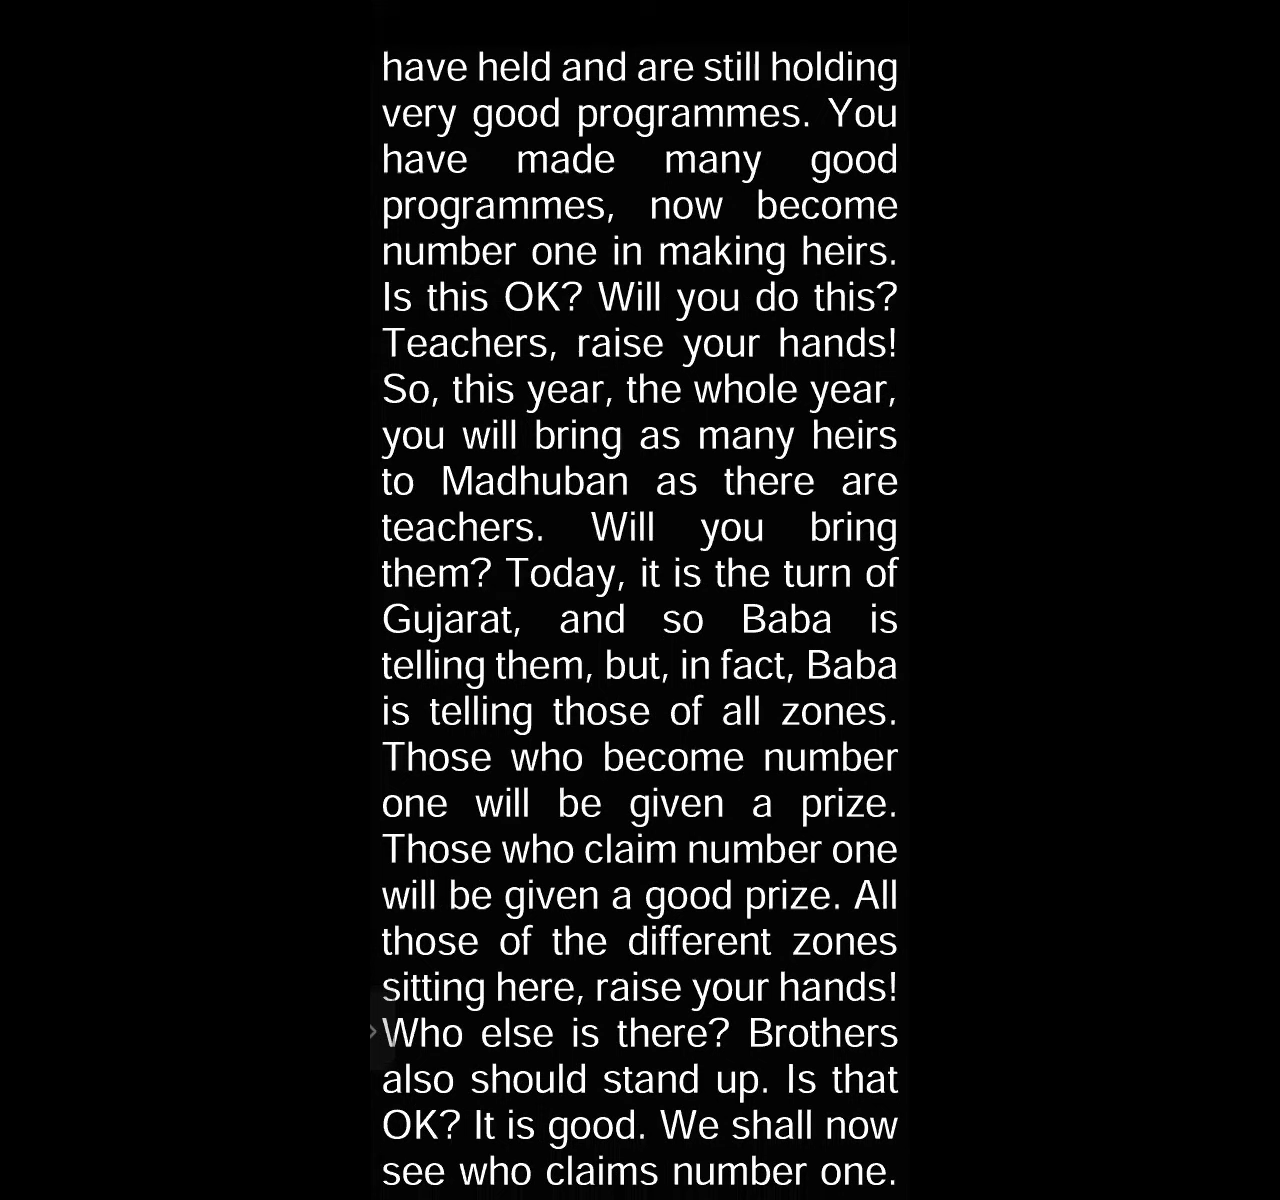 have held and are still holding
very good programmes. You
have made many good
programmes, now become
number one in making heirs.
Is this OK? Will you do this?
Teachers, raise your hands!
So, this year, the whole year,
you will bring as many heirs
to Madhuban as there are
teachers. Will you bring
them? Today, it is the turn of
Gujarat, and so Baba is
telling them, but, in fact, Baba
is telling those of all zones.
Those who become number
one will be given a prize.
Those who claim number one
will be given a good prize. All
those of the different zones
sitting here, raise your hands!
Who else is there? Brothers
also should stand up. Is that
OK? It is good. We shall now
see who claims number one.